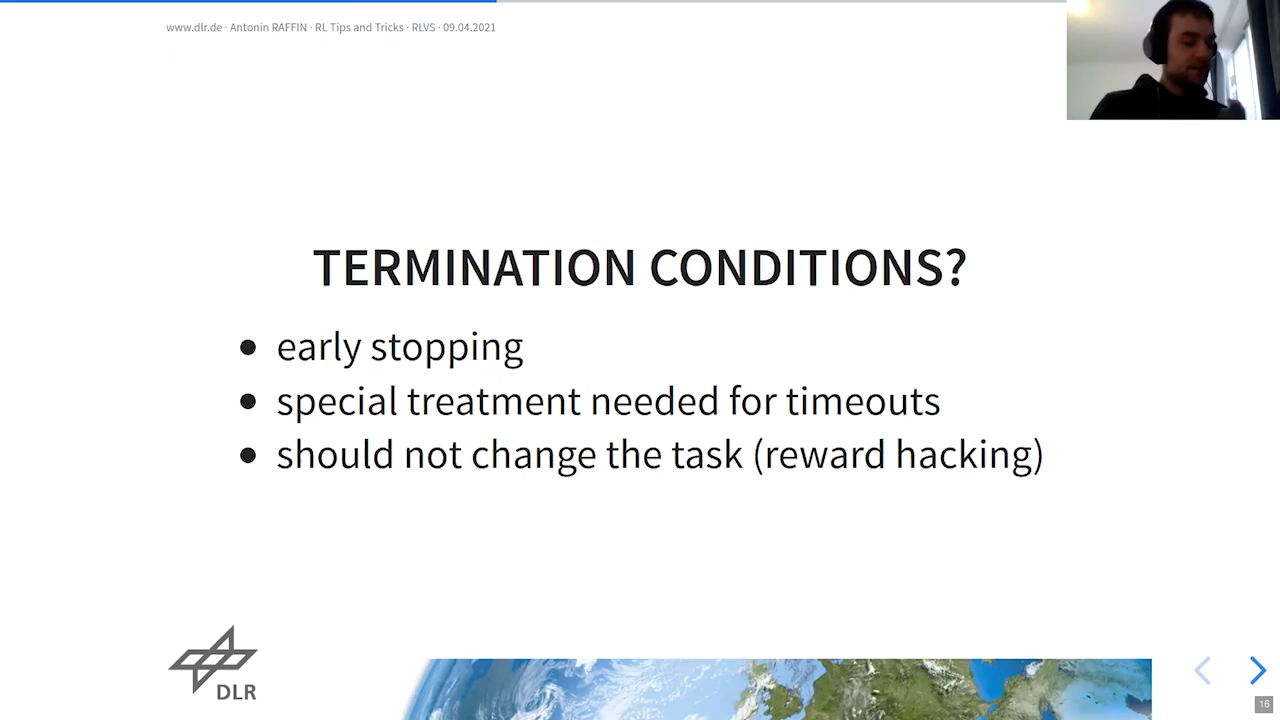 www.dlr.de · Antonin RAFFIN · RL Tips and Tricks · RLVS · 09.04.2021
TERMINATION CONDITIONS?
early stopping
special treatment needed for timeouts
should not change the task (reward hacking)
DLR
16